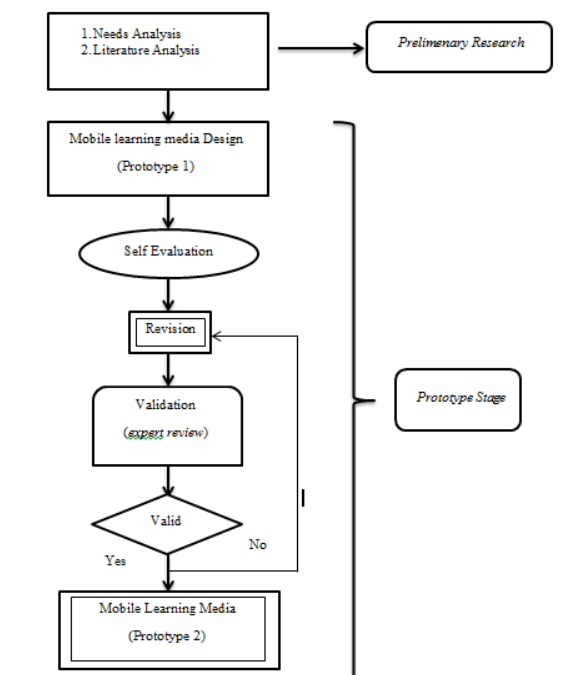 1.Needs Analysis
2.Literature Analysis
Prelimenary Research
Mobile learning media Design
(Prototype 1)
Self Evaluation
Revision
Validation
(expert review)
Prototype Stage
Valid
No
Yes
Mobile Learning Media
(Prototype 2)